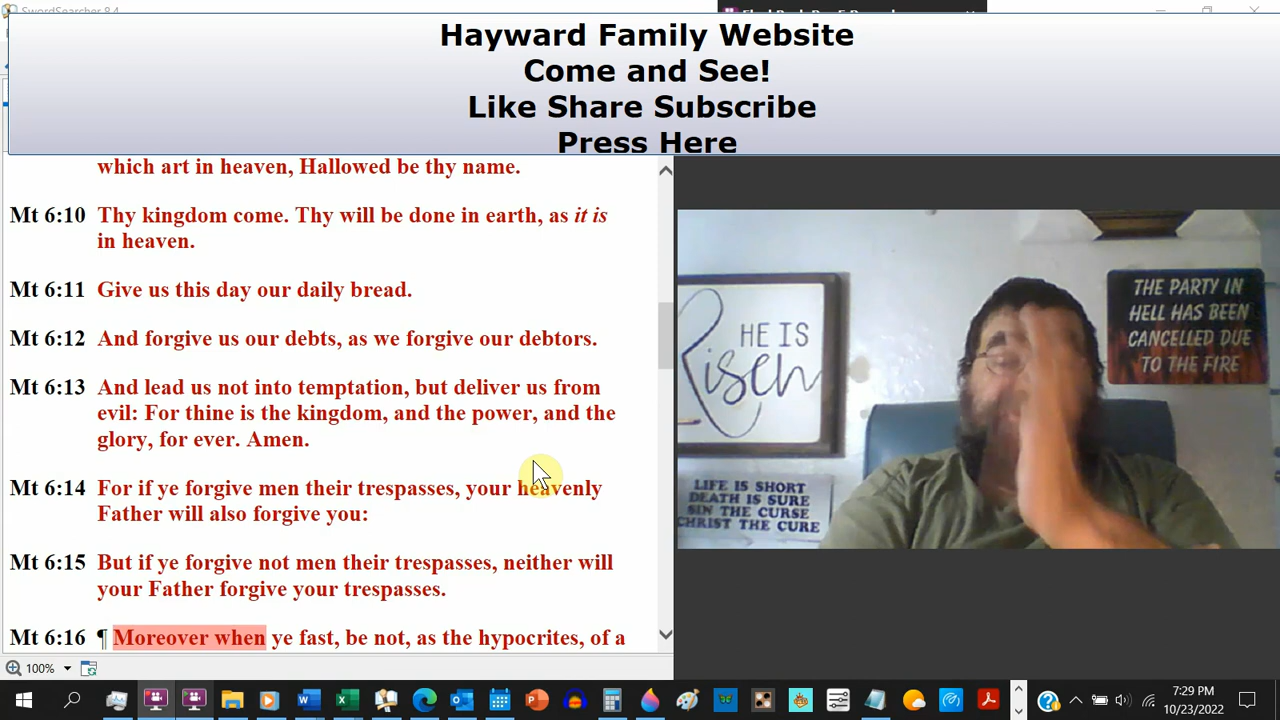 SwordSearcher 8.4
Hayward Family Website
Come and See!
Like Share Subscribe
Press Here
which art in heaven, Hallowed be thy name.
Mt 6:10 Thy kingdom come. Thy will be done in earth, as it is
in heaven.
Mt 6:11 Give us this day our daily bread.
Mt 6:12 And forgive us our debts, as we forgive our debtors.
Mt 6:13 And lead us not into temptation, but deliver us from
evil: For thine is the kingdom, and the power, and the
glory, for ever. Amen.
Mt 6:14 For if ye forgive men their trespasses, your heavenly
Father will also forgive you:
Mt 6:15 But if ye forgive not men their trespasses, neither will
your Father forgive your trespasses.
Mt 6:16 ¶ Moreover when ye fast, be not, as the hypocrites, of a
100%
HE IS
Risen
LIFE IS SHORT
DEATH IS SURE
SIN THE CURSE
CHRIST THE CURE
THE PARTY IN
HELL HAS BEEN
CANCELLED DUE
TO THE FIRE
7:29 PM
10/23/2022